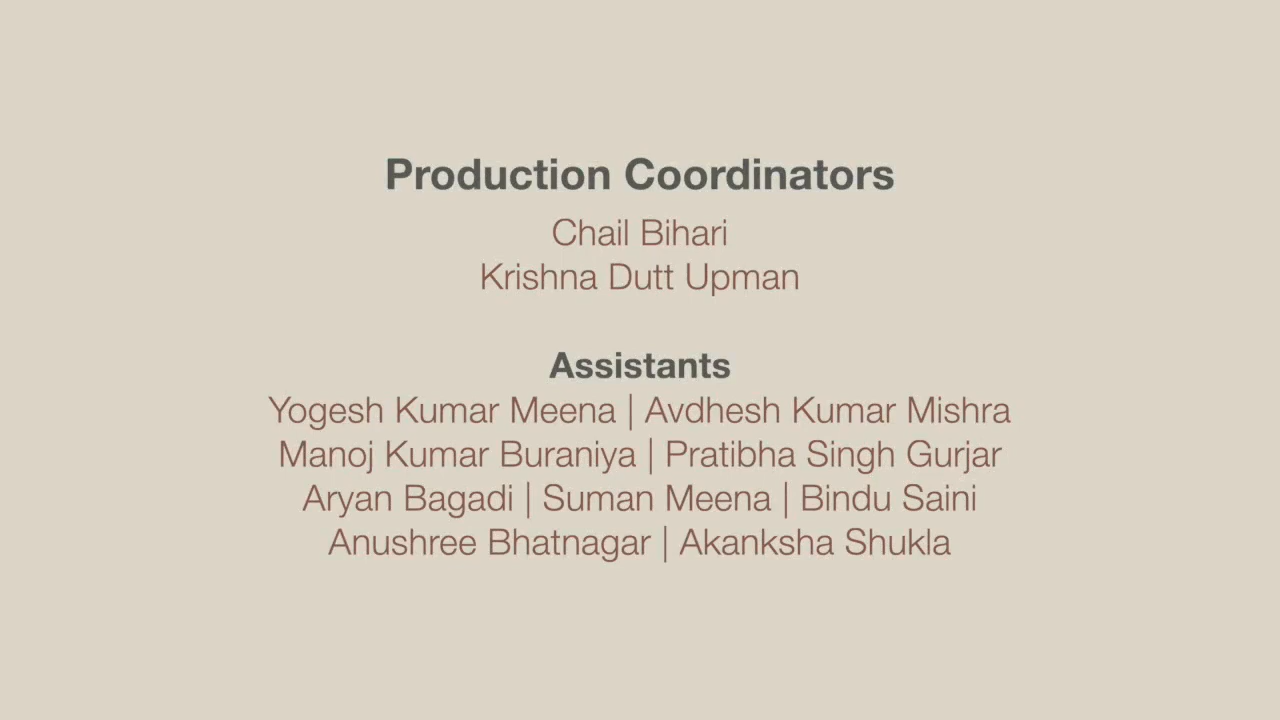 Production Coordinators
Chail Bihari
Krishna Dutt Upman
Assistants
Yogesh Kumar Meena | Avdhesh Kumar Mishra
Manoj Kumar Buraniya | Pratibha Singh Gurjar
Aryan Bagadi | Suman Meena | Bindu Saini
Anushree Bhatnagar | Akanksha Shukla